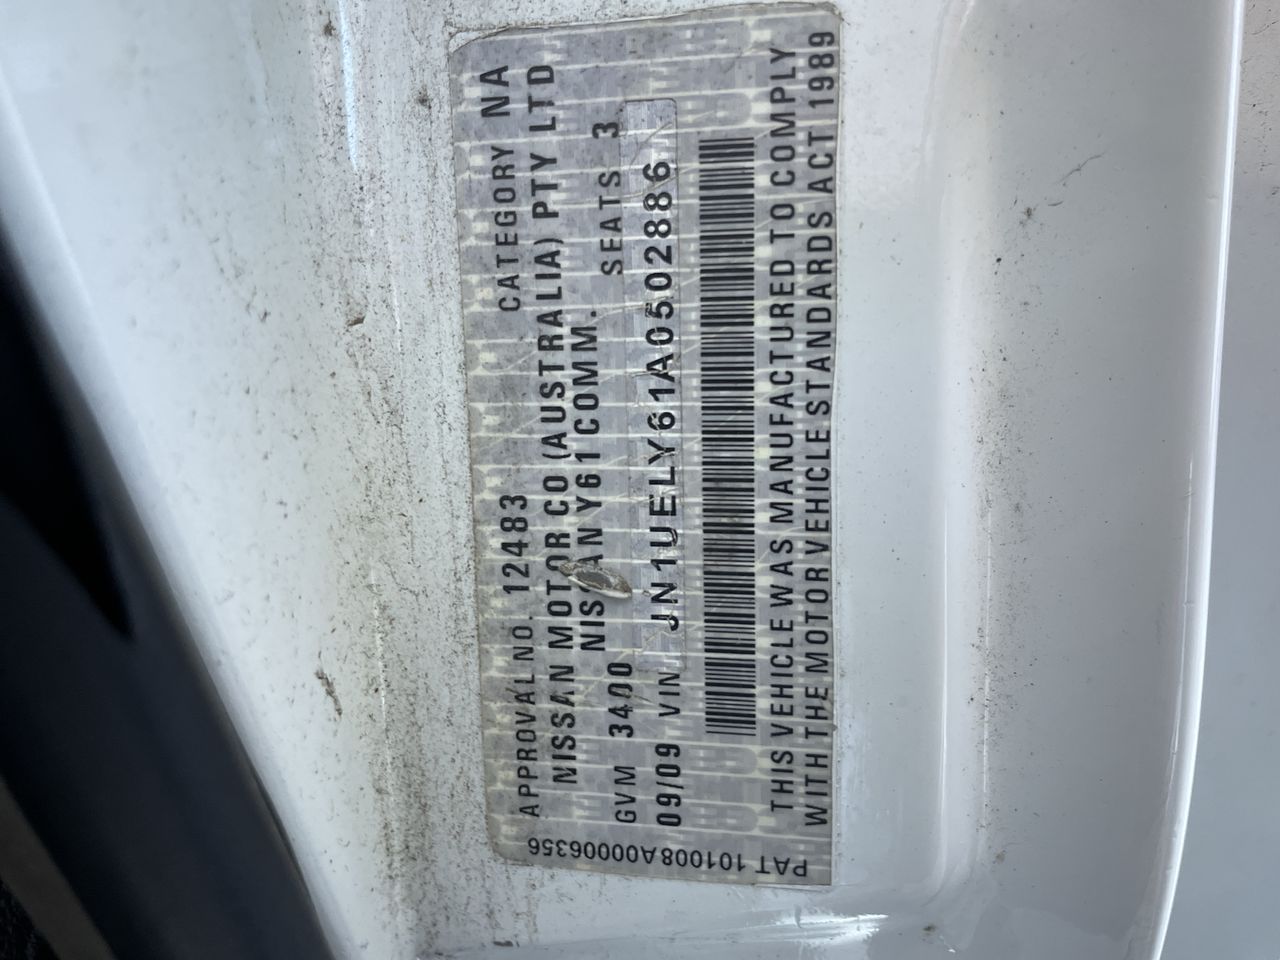 APPROVAL NO. 12483 CATEGORY NA
NISSAN MOTOR CO (AUSTRALIA) PTY LTD
NISSAN Y61 COMM.
GVM 3400 SEATS 3
09/09 VIN JN1UELY61A0502886
THIS VEHICLE WAS MANUFACTURED TO COMPLY
WITH THE MOTOR VEHICLE STANDARDS ACT 1989
PAT 101008A00006356